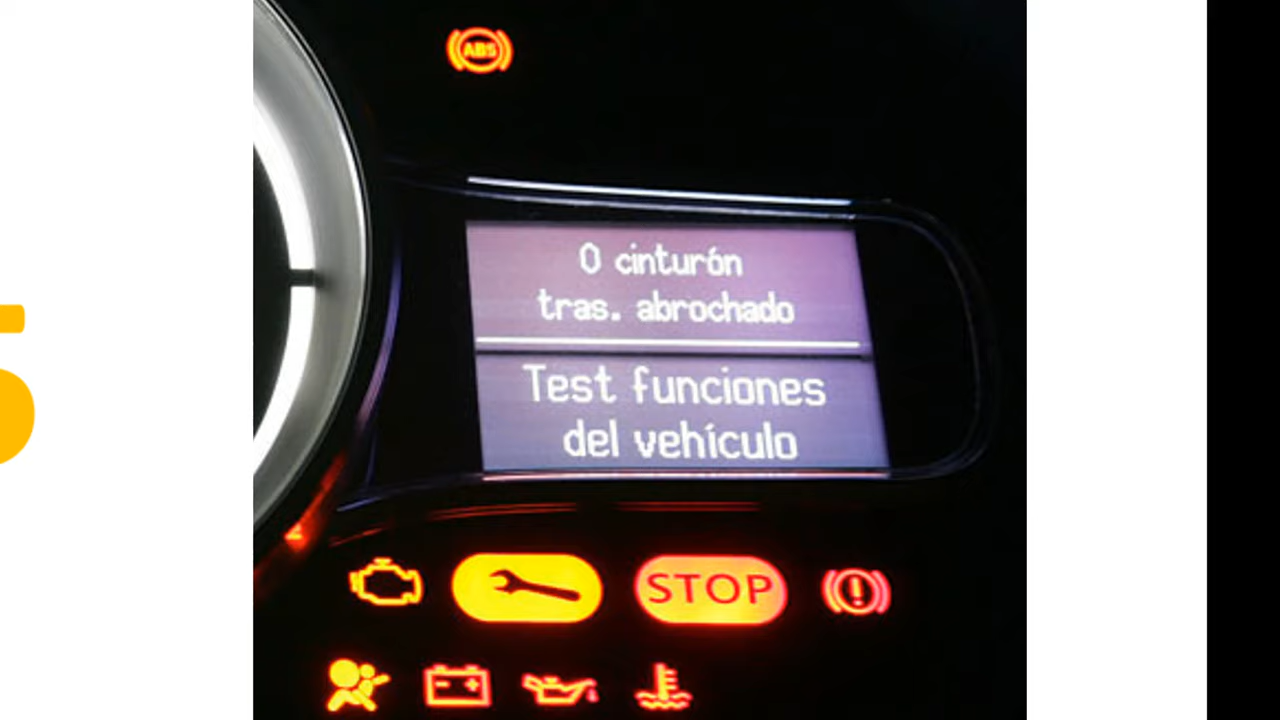 ABS
0 cinturón
tras. abrochado
Test funciones
del vehículo
STOP